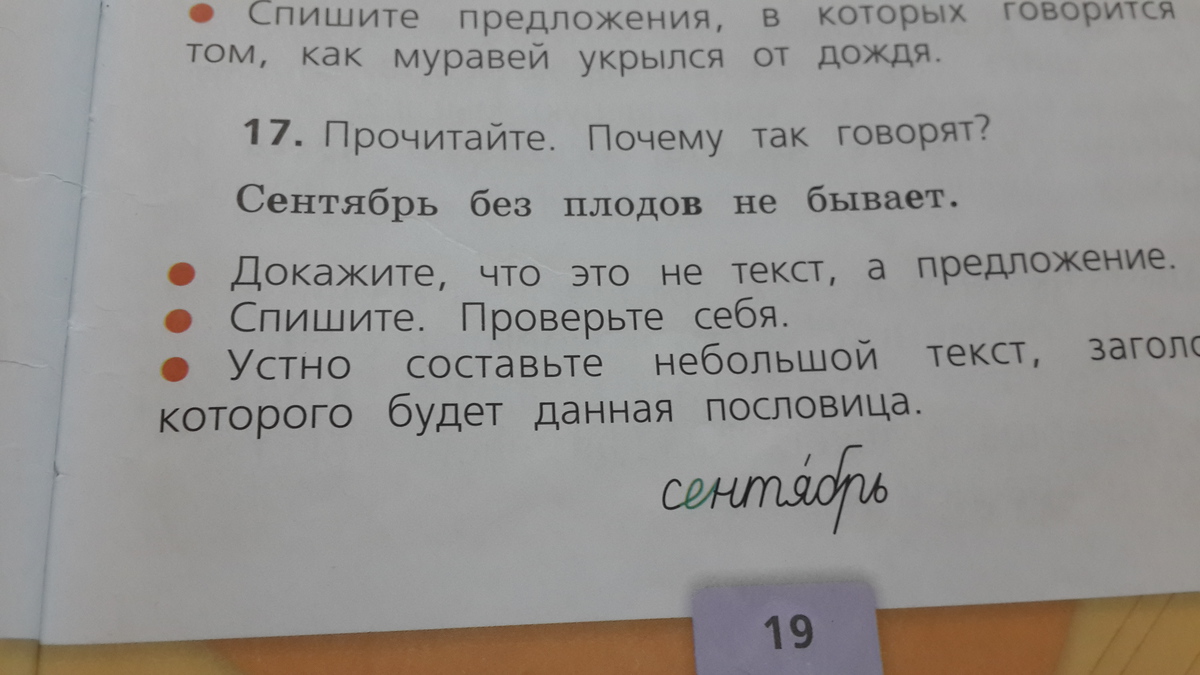 ● Спишите предложения, в которых говорится
том, как муравей укрылся от дождя.
17. Прочитайте. Почему так говорят?
Сентябрь без плодов не бывает.
● Докажите, что это не текст, а предложение.
● Спишите. Проверьте себя.
● Устно составьте небольшой текст,
которого будет данная пословица.
сентя́брь
19